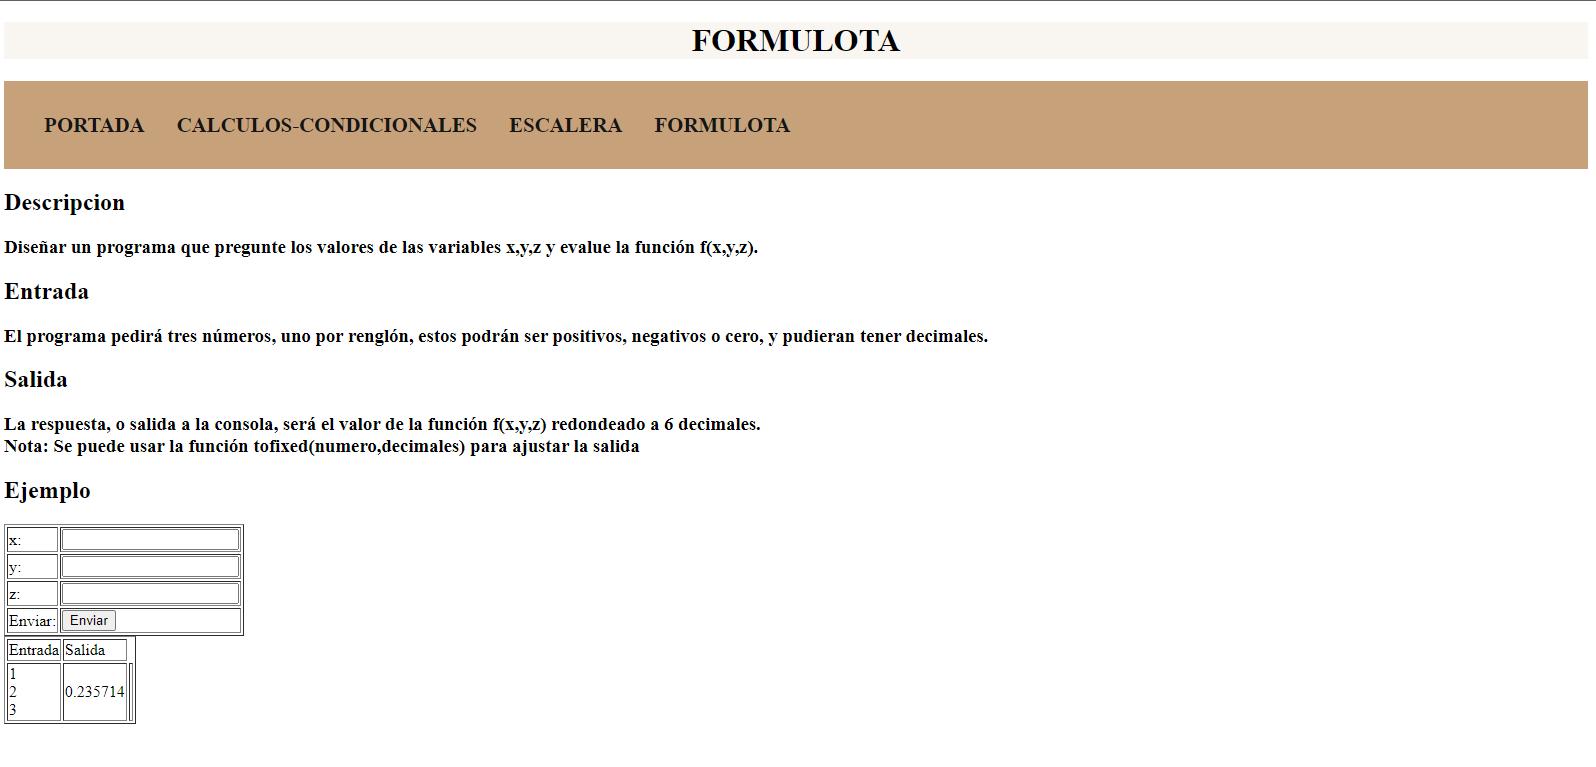 FORMULOTA
PORTADA CALCULOS-CONDICIONALES ESCALERA FORMULOTA
Descripcion
Diseñar un programa que pregunte los valores de las variables x,y,z y evalue la función f(x,y,z).
Entrada
El programa pedirá tres números, uno por renglón, estos podrán ser positivos, negativos o cero, y pudieran tener decimales.
Salida
La respuesta, o salida a la consola, será el valor de la función f(x,y,z) redondeado a 6 decimales.
Nota: Se puede usar la función tofixed(numero,decimales) para ajustar la salida
Ejemplo
x:
y:
z:
Enviar: Enviar
Entrada Salida
1
2 0.235714
3